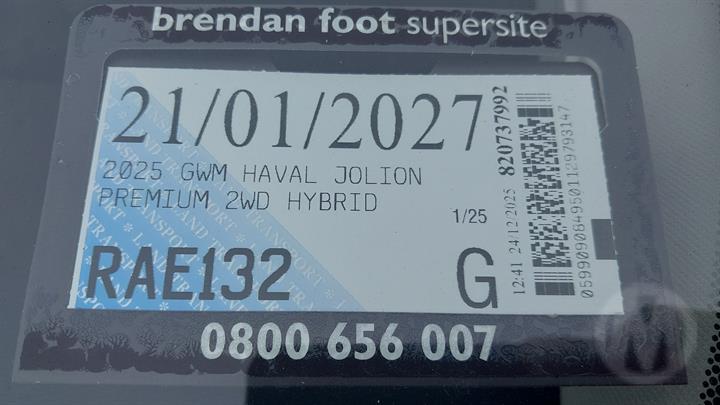 brendan foot supersite
21/01/2027
2025 GWM HAVAL JOLION
PREMIUM 2WD HYBRID
1/25
RAE132
G
12:41 24/12/2025 820737992
0599090849501129793147
0800 656 007